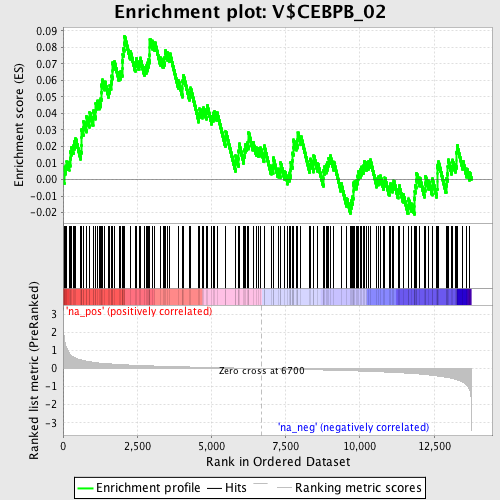 Enrichment plot: V$CEBPB_02
Enrichment score (ES)
0.09
0.08
0.07
0.06
0.05
0.04
0.03
0.02
0.01
0.00
-0.01
-0.02
'na_pos' (positively correlated)
Ranked list metric (PreRanked)
3
2
1
0
-1
-2
-3
Zero cross at 6700
'na_neg' (negatively correlated)
0
2,500
5,000
7,500
10,000
12,500
Rank in Ordered Dataset
Enrichment profile
Hits
Ranking metric scores